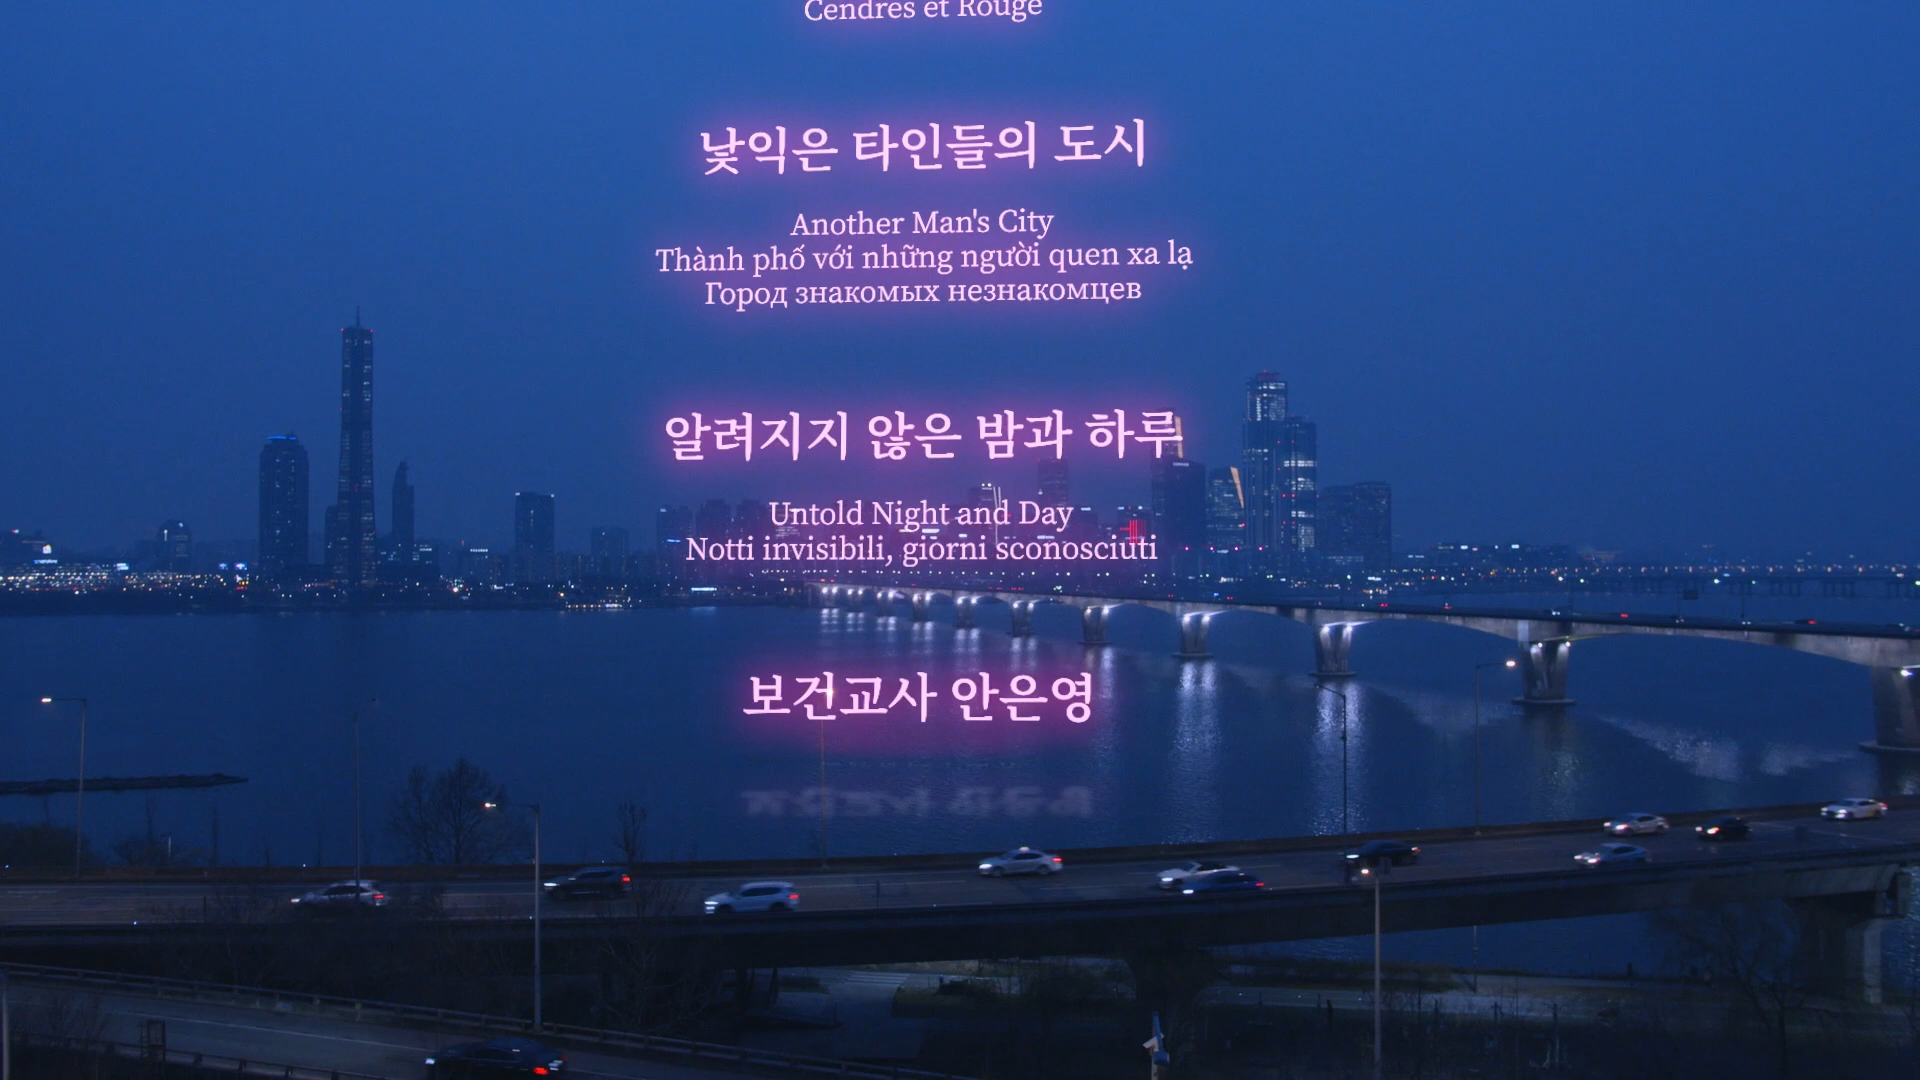 Cendres et Rouge
낯익은 타인들의 도시
Another Man's City
Thành phố với những người quen xa lạ
Город знакомых незнакомцев
알려지지 않은 밤과 하루
Untold Night and Day
Notti invisibili, giorni sconosciuti
보건교사 안은영